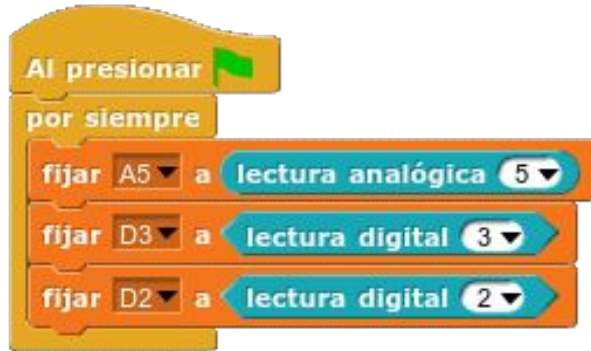 Al presionar
por siempre
fijar A5 a lectura analógica 5
fijar D3 a lectura digital 3
fijar D2 a lectura digital 2